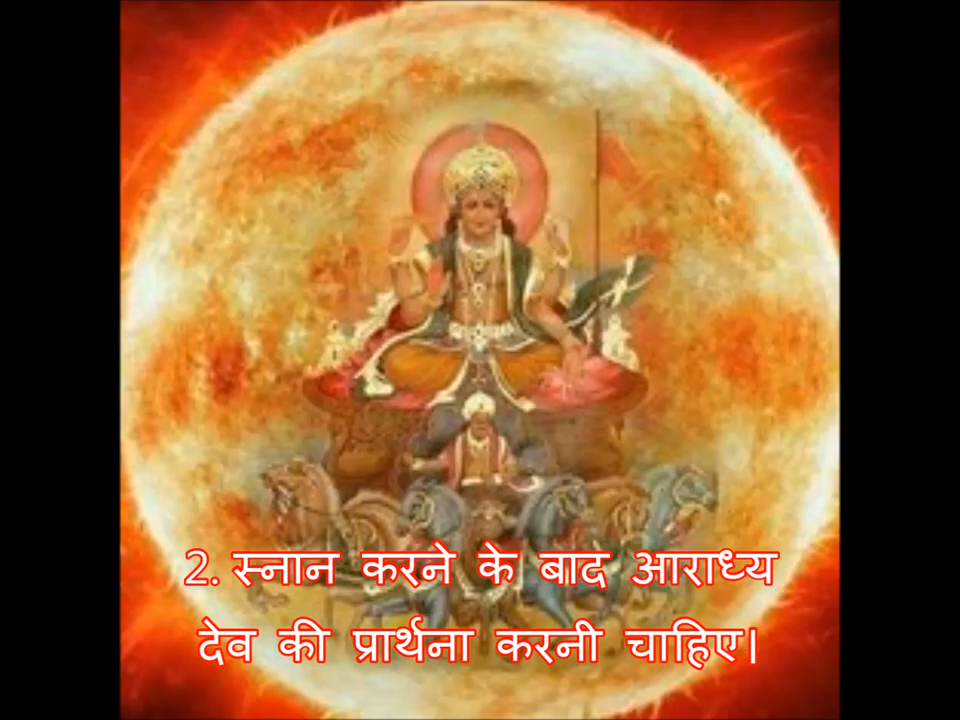 2. स्नान करने के बाद आराध्य
देव की प्रार्थना करनी चाहिए।